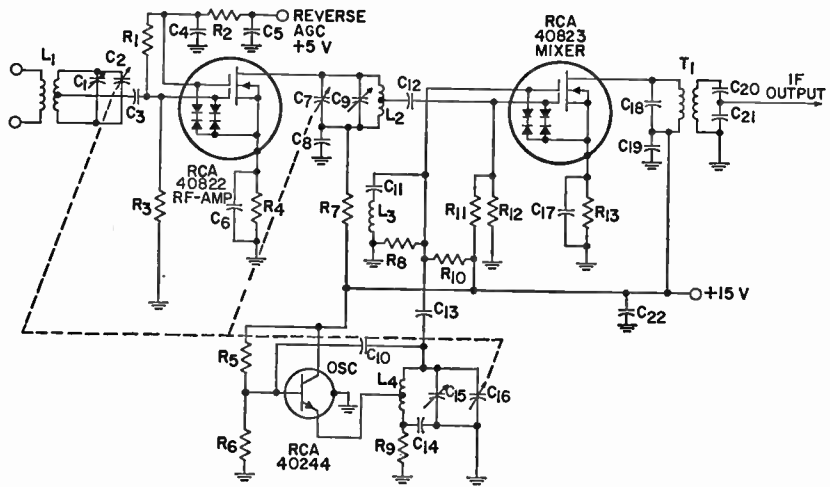 REVERSE
AGC
+5 V
C4
R2
C5
R1
L1
C2
C1
C3
RCA
40822
RF-AMP
R3
C6
R4
C7
C9
L2
C12
C8
R7
C11
L3
R8
R10
R11
R12
RCA
40823
MIXER
C17
R13
T1
C18
C19
C20
C21
IF
OUTPUT
+15 V
C22
C13
C10
R5
OSC
R6
RCA
40244
L4
C15
C16
C14
R9